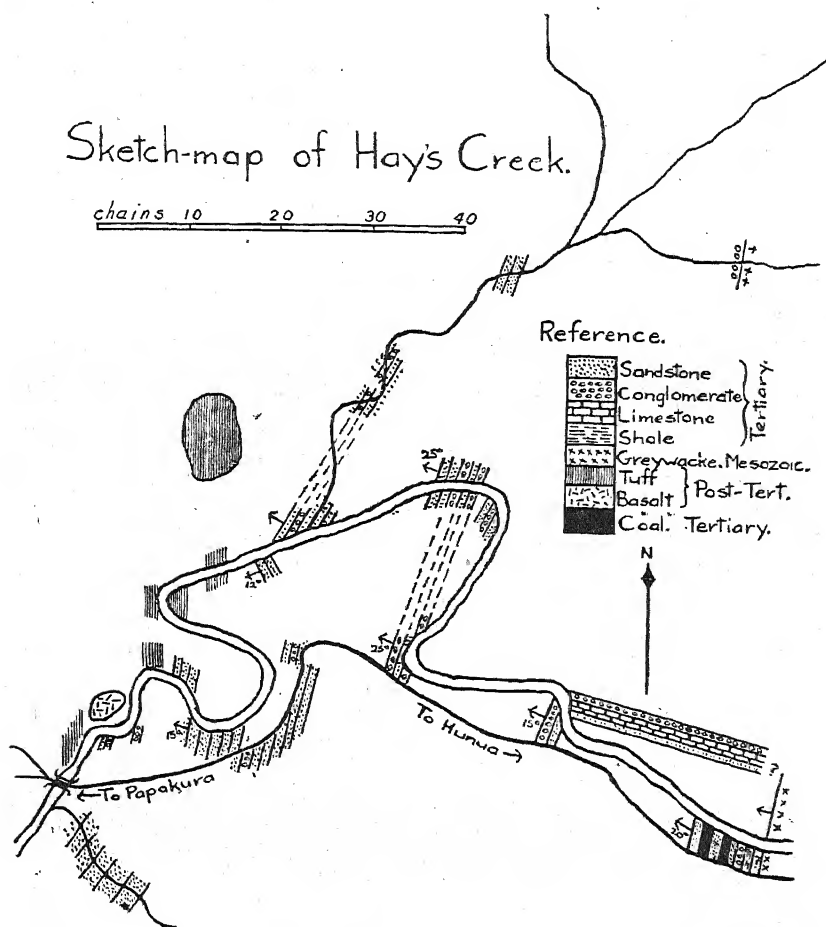 Sketch-map of Hay's Creek.
chains 10 20 30 40
Reference.
Sandstone
Conglomerate
Limestone
Shale
Tertiary.
Greywacke. Mesozoic.
Tuff
Basalt
Post-Tert.
Coal. Tertiary.
N
25°
12°
25°
15°
15°
To Hunua →
?
← To Papakura
20°